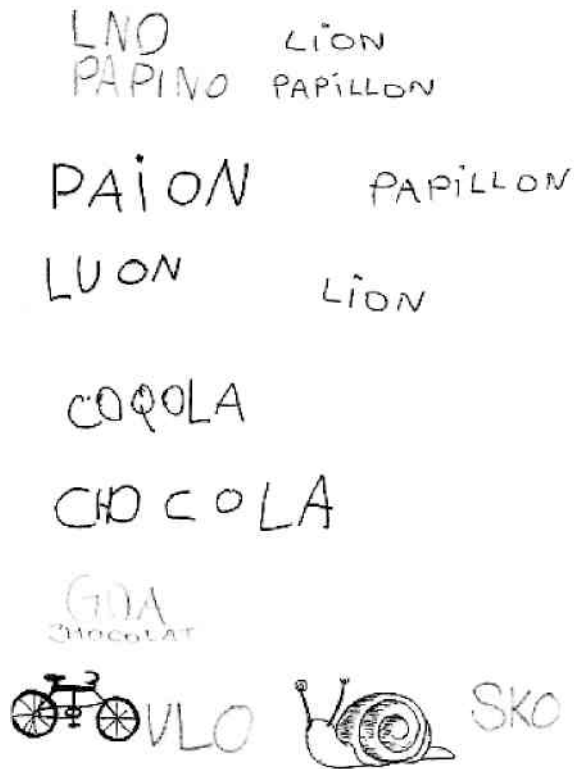 LNO LiON
PAPINO PAPiLLON
PAiON PAPiLLON
LUON LiON
COQOLA
CHOCOLA
GOA
CHOCOLAT
VLO SKO